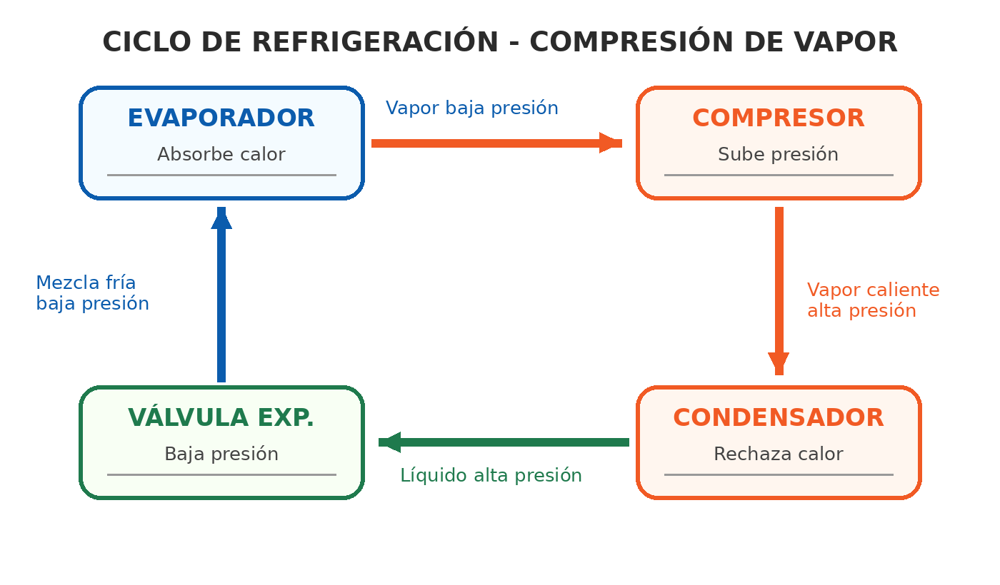 CICLO DE REFRIGERACIÓN - COMPRESIÓN DE VAPOR
EVAPORADOR
Absorbe calor
Vapor baja presión
COMPRESOR
Sube presión
Mezcla fría
baja presión
Vapor caliente
alta presión
VÁLVULA EXP.
Baja presión
Líquido alta presión
CONDENSADOR
Rechaza calor